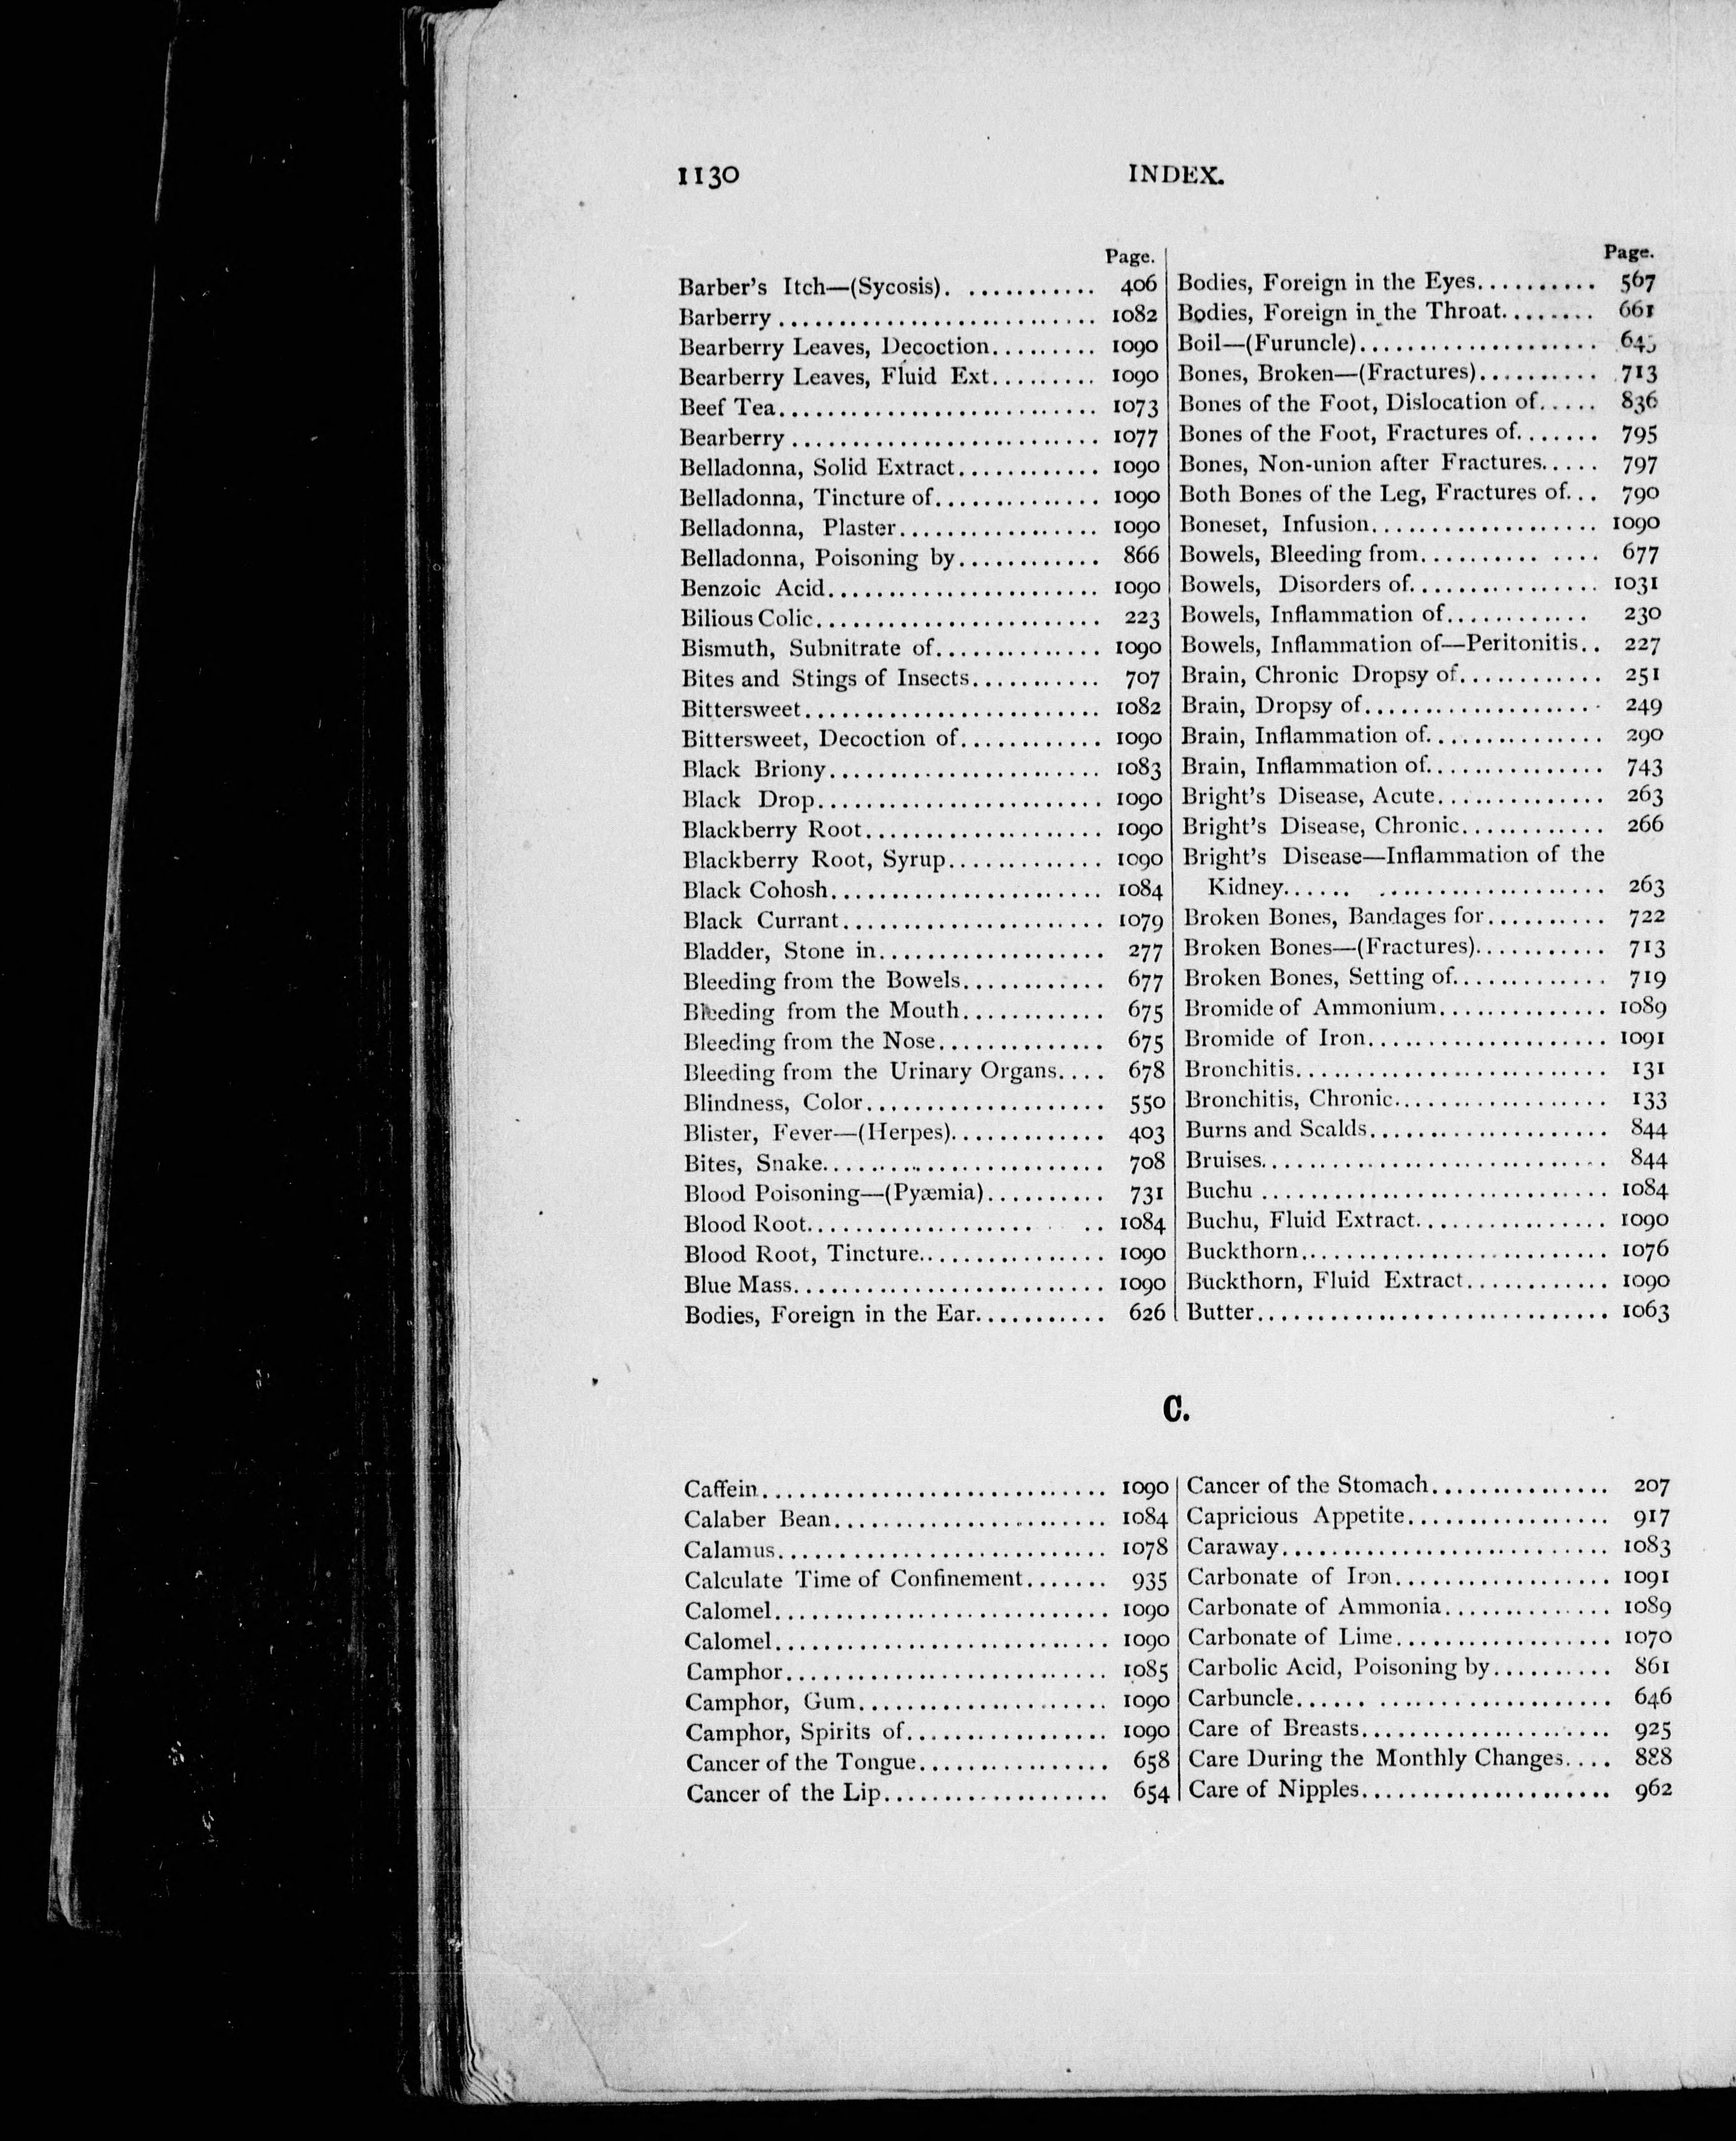 1130 INDEX.
Page.
Barber's Itch—(Sycosis). ............ 406
Barberry ........................... 1082
Bearberry Leaves, Decoction......... 1090
Bearberry Leaves, Fluid Ext......... 1090
Beef Tea........................... 1073
Bearberry .......................... 1077
Belladonna, Solid Extract............ 1090
Belladonna, Tincture of.............. 1090
Belladonna, Plaster................. 1090
Belladonna, Poisoning by............ 866
Benzoic Acid....................... 1090
Bilious Colic........................ 223
Bismuth, Subnitrate of.............. 1090
Bites and Stings of Insects........... 707
Bittersweet......................... 1082
Bittersweet, Decoction of............ 1090
Black Briony....................... 1083
Black Drop........................ 1090
Blackberry Root.................... 1090
Blackberry Root, Syrup............. 1090
Black Cohosh....................... 1084
Black Currant...................... 1079
Bladder, Stone in................... 277
Bleeding from the Bowels............ 677
Bleeding from the Mouth............ 675
Bleeding from the Nose.............. 675
Bleeding from the Urinary Organs.... 678
Blindness, Color.................... 550
Blister, Fever—(Herpes)............. 403
Bites, Snake........................ 708
Blood Poisoning—(Pyæmia).......... 731
Blood Root................... .. 1084
Blood Root, Tincture................ 1090
Blue Mass.......................... 1090
Bodies, Foreign in the Ear........... 626
Page.
Bodies, Foreign in the Eyes.......... 567
Bodies, Foreign in the Throat........ 661
Boil—(Furuncle).................... 645
Bones, Broken—(Fractures).......... 713
Bones of the Foot, Dislocation of..... 836
Bones of the Foot, Fractures of....... 795
Bones, Non-union after Fractures..... 797
Both Bones of the Leg, Fractures of... 790
Boneset, Infusion................... 1090
Bowels, Bleeding from.......... .... 677
Bowels, Disorders of................ 1031
Bowels, Inflammation of............ 230
Bowels, Inflammation of—Peritonitis.. 227
Brain, Chronic Dropsy of............ 251
Brain, Dropsy of.................... 249
Brain, Inflammation of............... 290
Brain, Inflammation of............... 743
Bright's Disease, Acute.............. 263
Bright's Disease, Chronic............ 266
Bright's Disease—Inflammation of the
Kidney...... ................... 263
Broken Bones, Bandages for.......... 722
Broken Bones—(Fractures)........... 713
Broken Bones, Setting of............. 719
Bromide of Ammonium.............. 1089
Bromide of Iron.................... 1091
Bronchitis.......................... 131
Bronchitis, Chronic.................. 133
Burns and Scalds.................... 844
Bruises............................. 844
Buchu ............................. 1084
Buchu, Fluid Extract................ 1090
Buckthorn.......................... 1076
Buckthorn, Fluid Extract............ 1090
Butter.............................. 1063
C.
Caffein............................. 1090
Calaber Bean....................... 1084
Calamus............................ 1078
Calculate Time of Confinement....... 935
Calomel............................ 1090
Calomel............................ 1090
Camphor........................... 1085
Camphor, Gum..................... 1090
Camphor, Spirits of................. 1090
Cancer of the Tongue................ 658
Cancer of the Lip................... 654
Cancer of the Stomach............... 207
Capricious Appetite................. 917
Caraway............................ 1083
Carbonate of Iron.................. 1091
Carbonate of Ammonia.............. 1089
Carbonate of Lime.................. 1070
Carbolic Acid, Poisoning by.......... 861
Carbuncle...... ................... 646
Care of Breasts..................... 925
Care During the Monthly Changes.... 888
Care of Nipples..................... 962